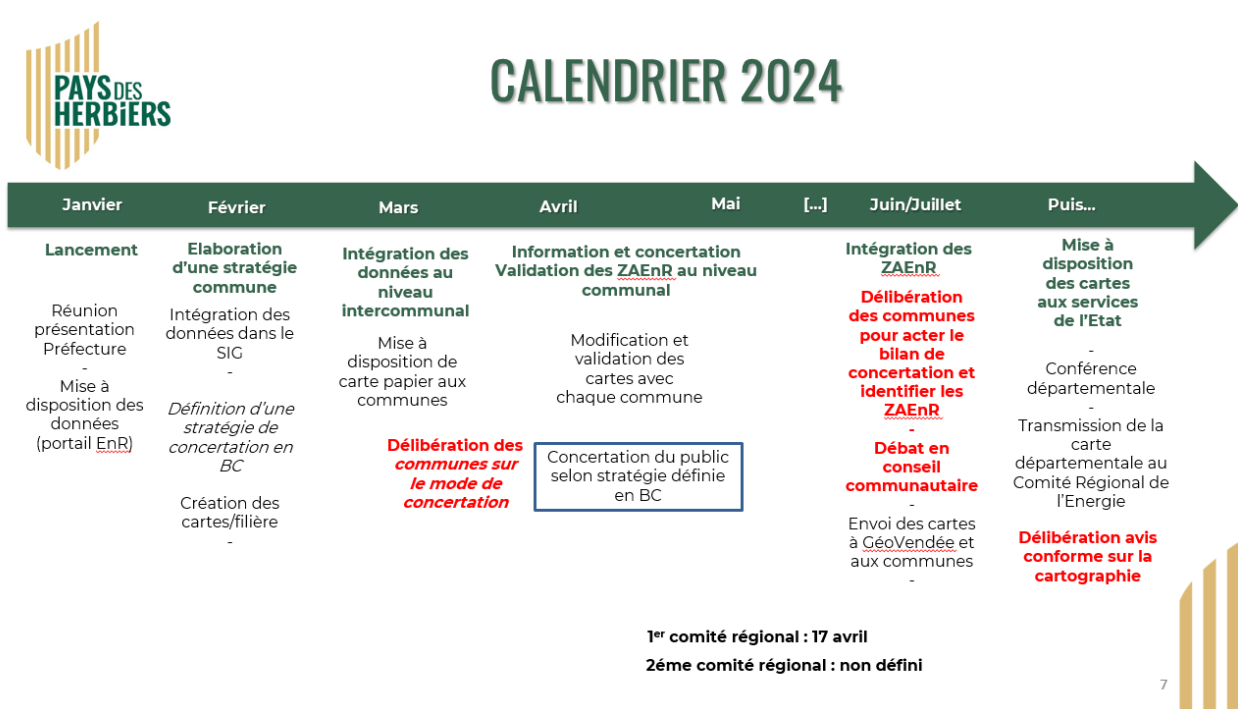 PAYS DES
HERBiERS
CALENDRIER 2024
Janvier
Février
Mars
Avril
Mai
[...]
Juin/Juillet
Puis...
Lancement
Réunion
présentation
Préfecture
-
Mise à
disposition des
données
(portail EnR)
Elaboration
d'une stratégie
commune
Intégration des
données dans le
SIG
-
Définition d'une
stratégie de
concertation en
BC
Création des
cartes/filière
-
Intégration des
données au
niveau
intercommunal
Mise à
disposition de
carte papier aux
communes
Délibération des
communes sur
le mode de
concertation
Information et concertation
Validation des ZAEnR au niveau
communal
Modification et
validation des
cartes avec
chaque commune
Concertation du public
selon stratégie définie
en BC
Intégration des
ZAEnR
Délibération
des communes
pour acter le
bilan de
concertation et
identifier les
ZAEnR
-
Débat en
conseil
communautaire
-
Envoi des cartes
à GéoVendée et
aux communes
-
Mise à
disposition
des cartes
aux services
de l'Etat
-
Conférence
départementale
-
Transmission de la
carte
départementale au
Comité Régional de
l'Energie
Délibération avis
conforme sur la
cartographie
1er comité régional : 17 avril
2éme comité régional : non défini
7